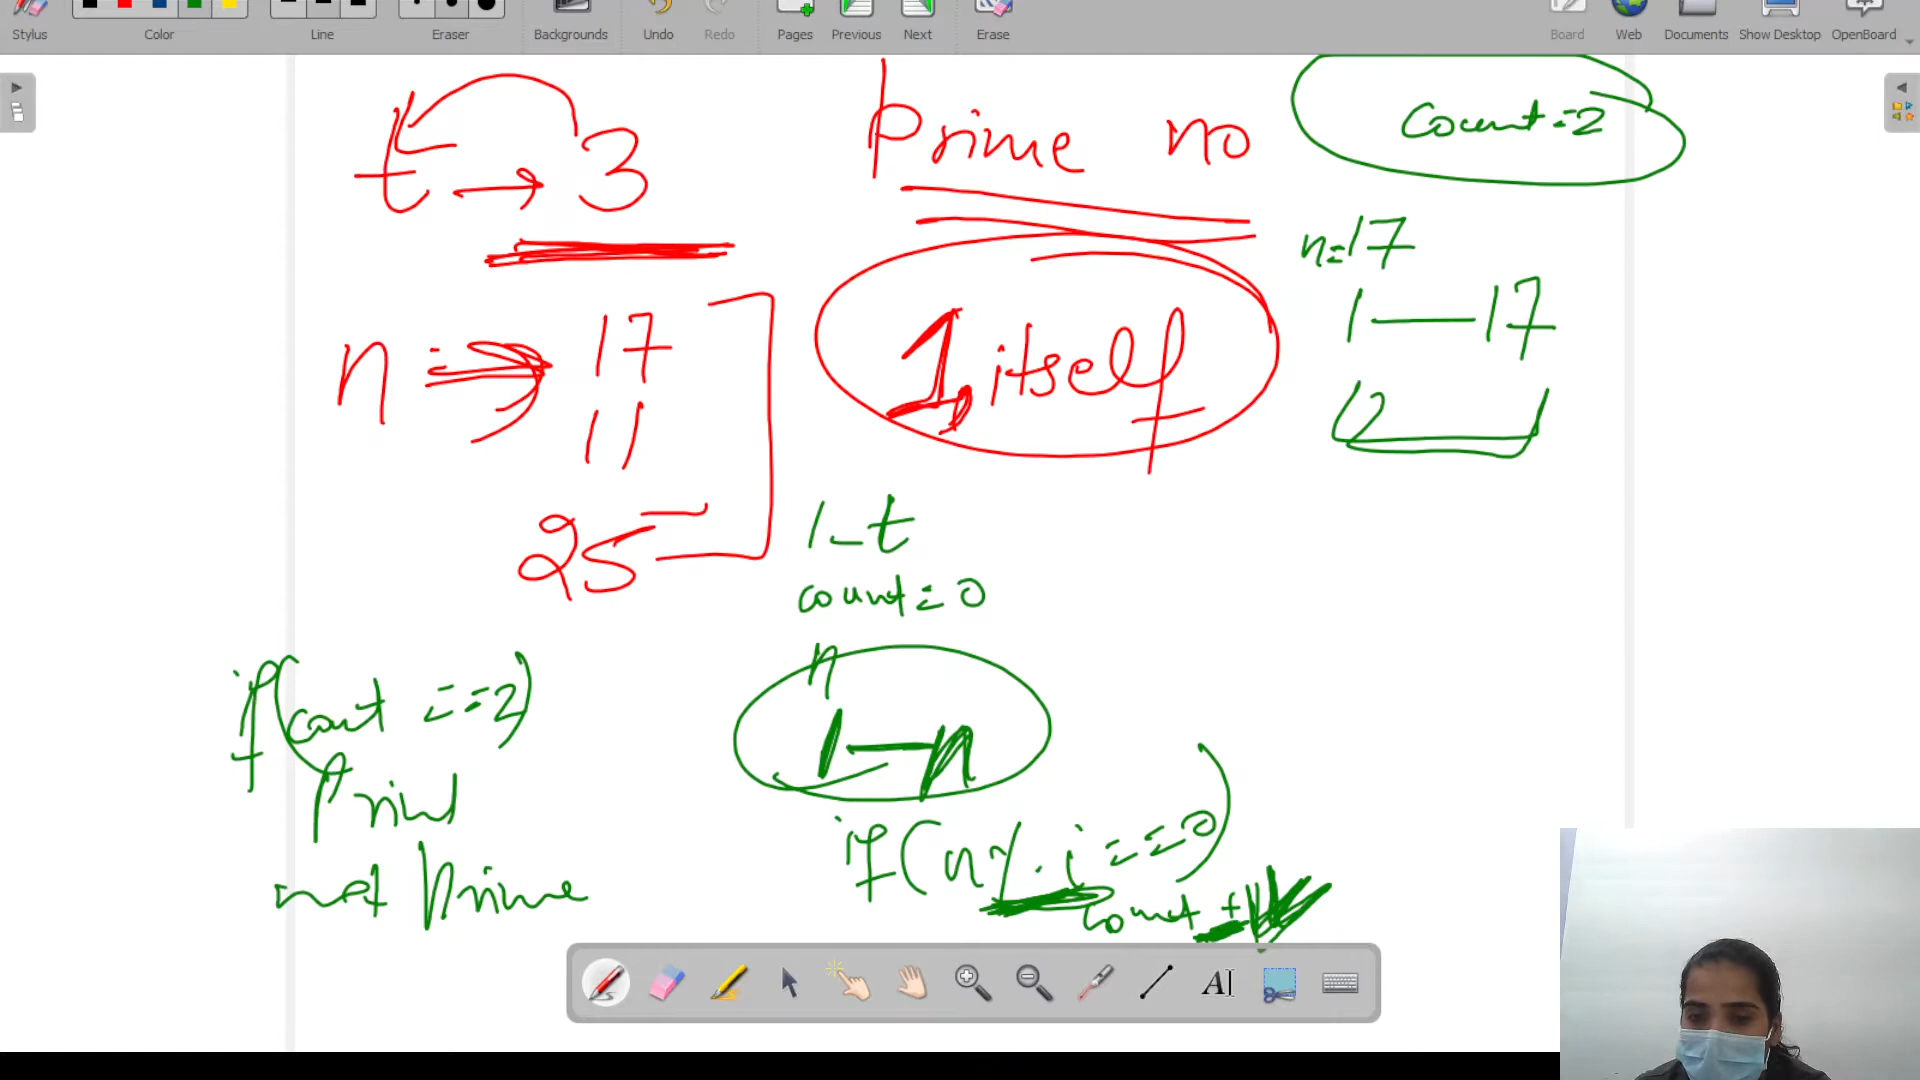 Stylus Color Line Eraser Backgrounds Undo Redo Pages Previous Next Erase Board Web Documents Show Desktop OpenBoard
t → 3
Prime no
count=2
n=17
1 — 17
n = 17
11
25
1, itself
12
1 - t
count = 0
n
1 — n
if(count ==2)
Print
not Prime
if(n%i==0)
count +
AI